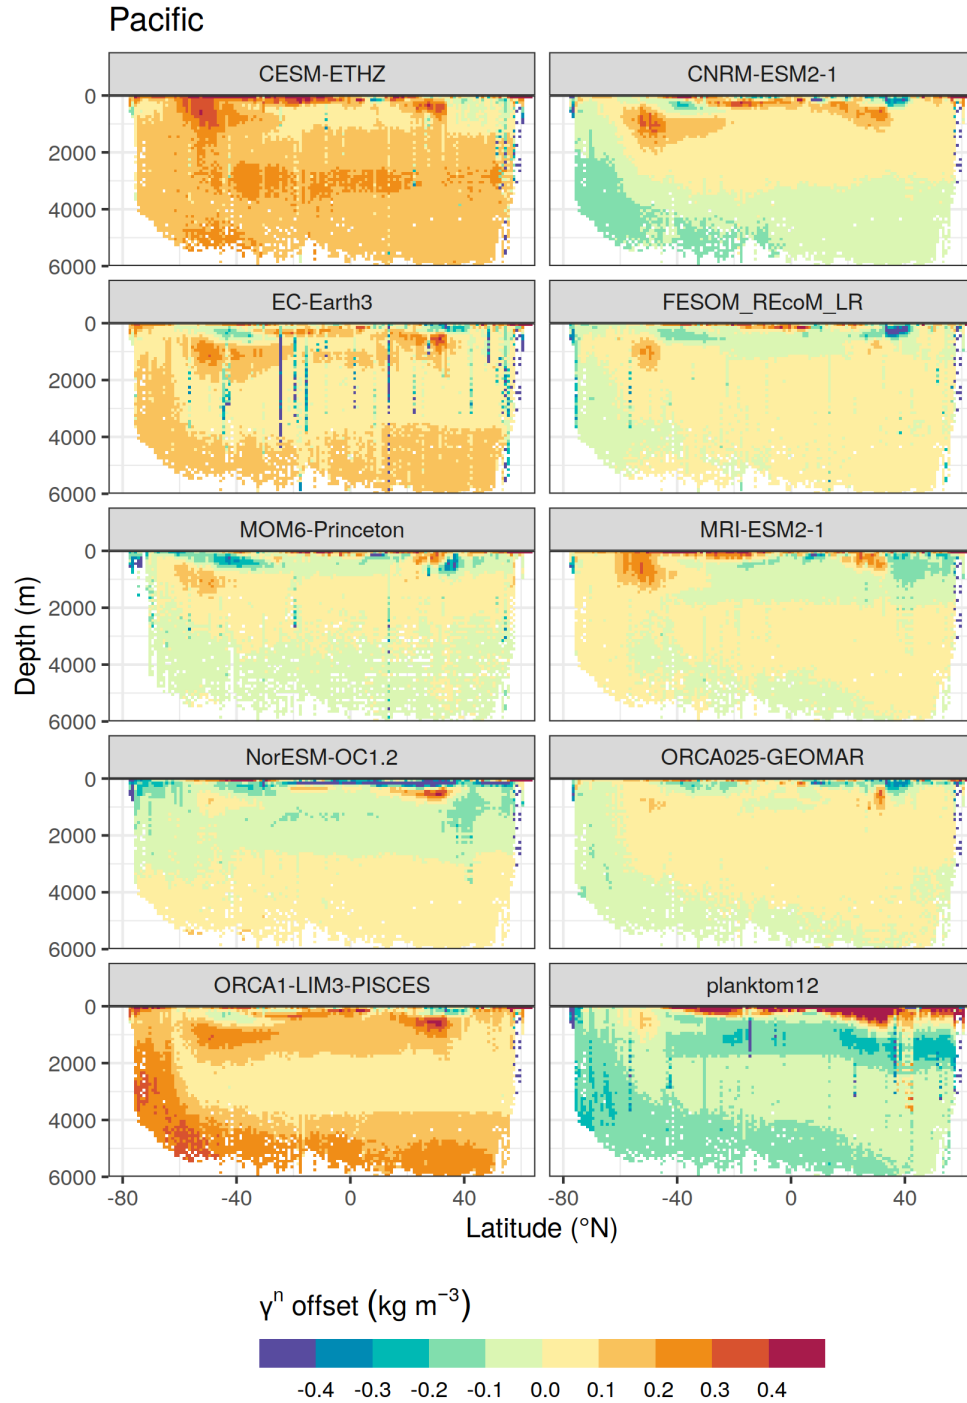 Pacific
CESM-ETHZ
CNRM-ESM2-1
0
2000
4000
6000
EC-Earth3
FESOM_REcoM_LR
0
2000
4000
6000
MOM6-Princeton
MRI-ESM2-1
0
2000
4000
6000
NorESM-OC1.2
ORCA025-GEOMAR
0
2000
4000
6000
ORCA1-LIM3-PISCES
planktom12
0
2000
4000
6000
Depth (m)
-80 -40 0 40 -80 -40 0 40
Latitude (°N)
γⁿ offset (kg m⁻³)
-0.4 -0.3 -0.2 -0.1 0.0 0.1 0.2 0.3 0.4